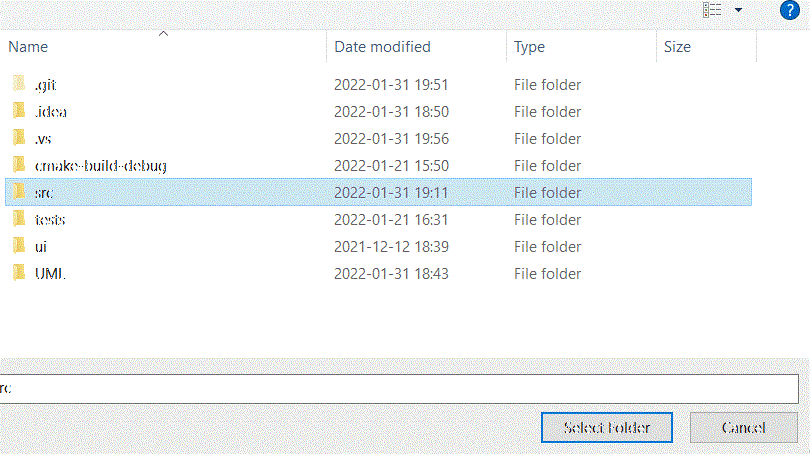 ?
Name Date modified Type Size
.git 2022-01-31 19:51 File folder
.idea 2022-01-31 18:50 File folder
.vs 2022-01-31 19:56 File folder
cmake-build-debug 2022-01-21 15:50 File folder
src 2022-01-31 19:11 File folder
tests 2022-01-21 16:31 File folder
ui 2021-12-12 18:39 File folder
UML 2022-01-31 18:43 File folder
rc
Select Folder Cancel